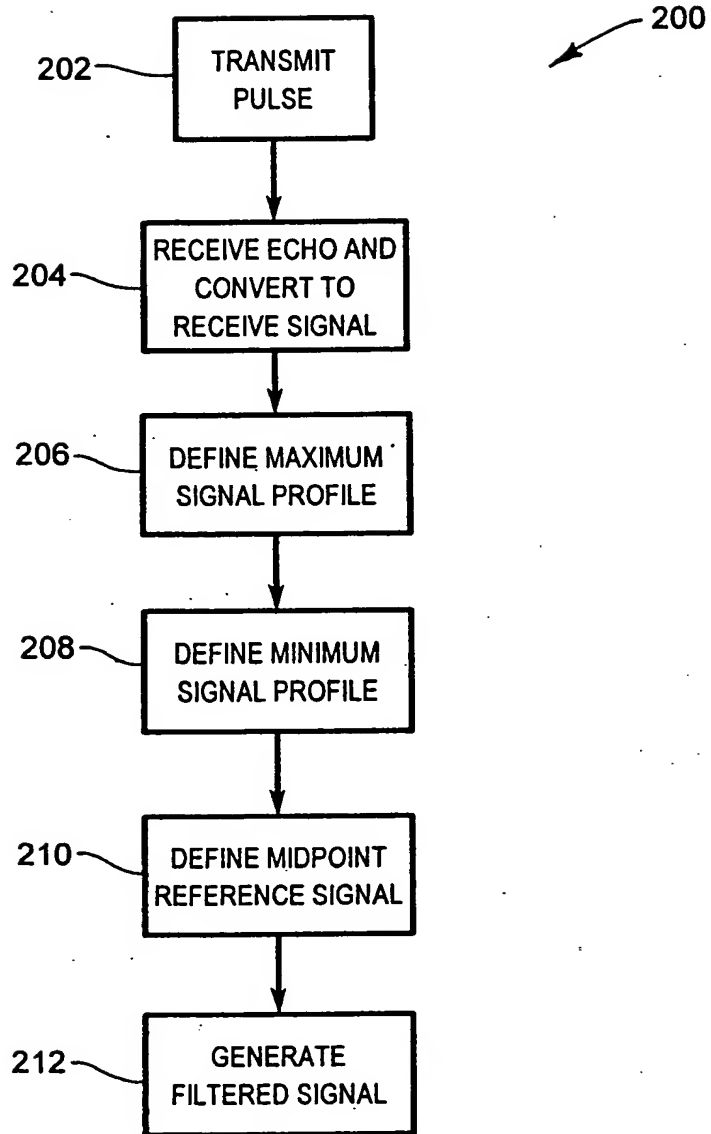 200
202
TRANSMIT
PULSE
204
RECEIVE ECHO AND
CONVERT TO
RECEIVE SIGNAL
206
DEFINE MAXIMUM
SIGNAL PROFILE
208
DEFINE MINIMUM
SIGNAL PROFILE
210
DEFINE MIDPOINT
REFERENCE SIGNAL
212
GENERATE
FILTERED SIGNAL